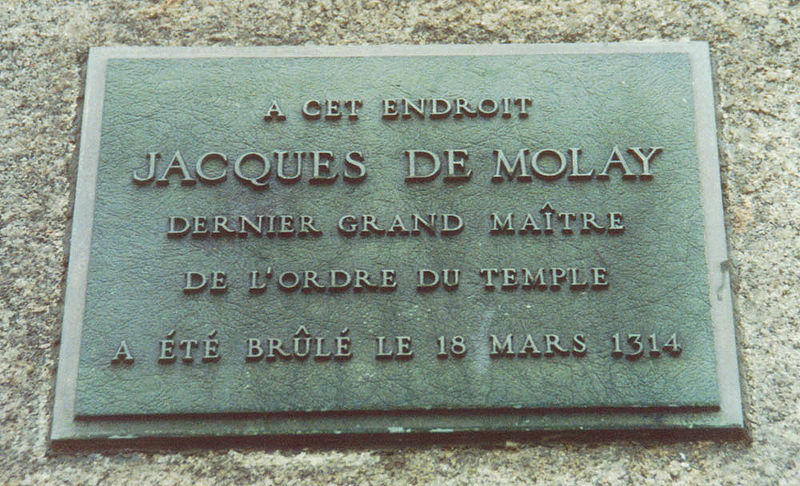 A CET ENDROIT
JACQUES DE MOLAY
DERNIER GRAND MAÎTRE
DE L'ORDRE DU TEMPLE
A ÉTÉ BRÛLÉ LE 18 MARS 1314